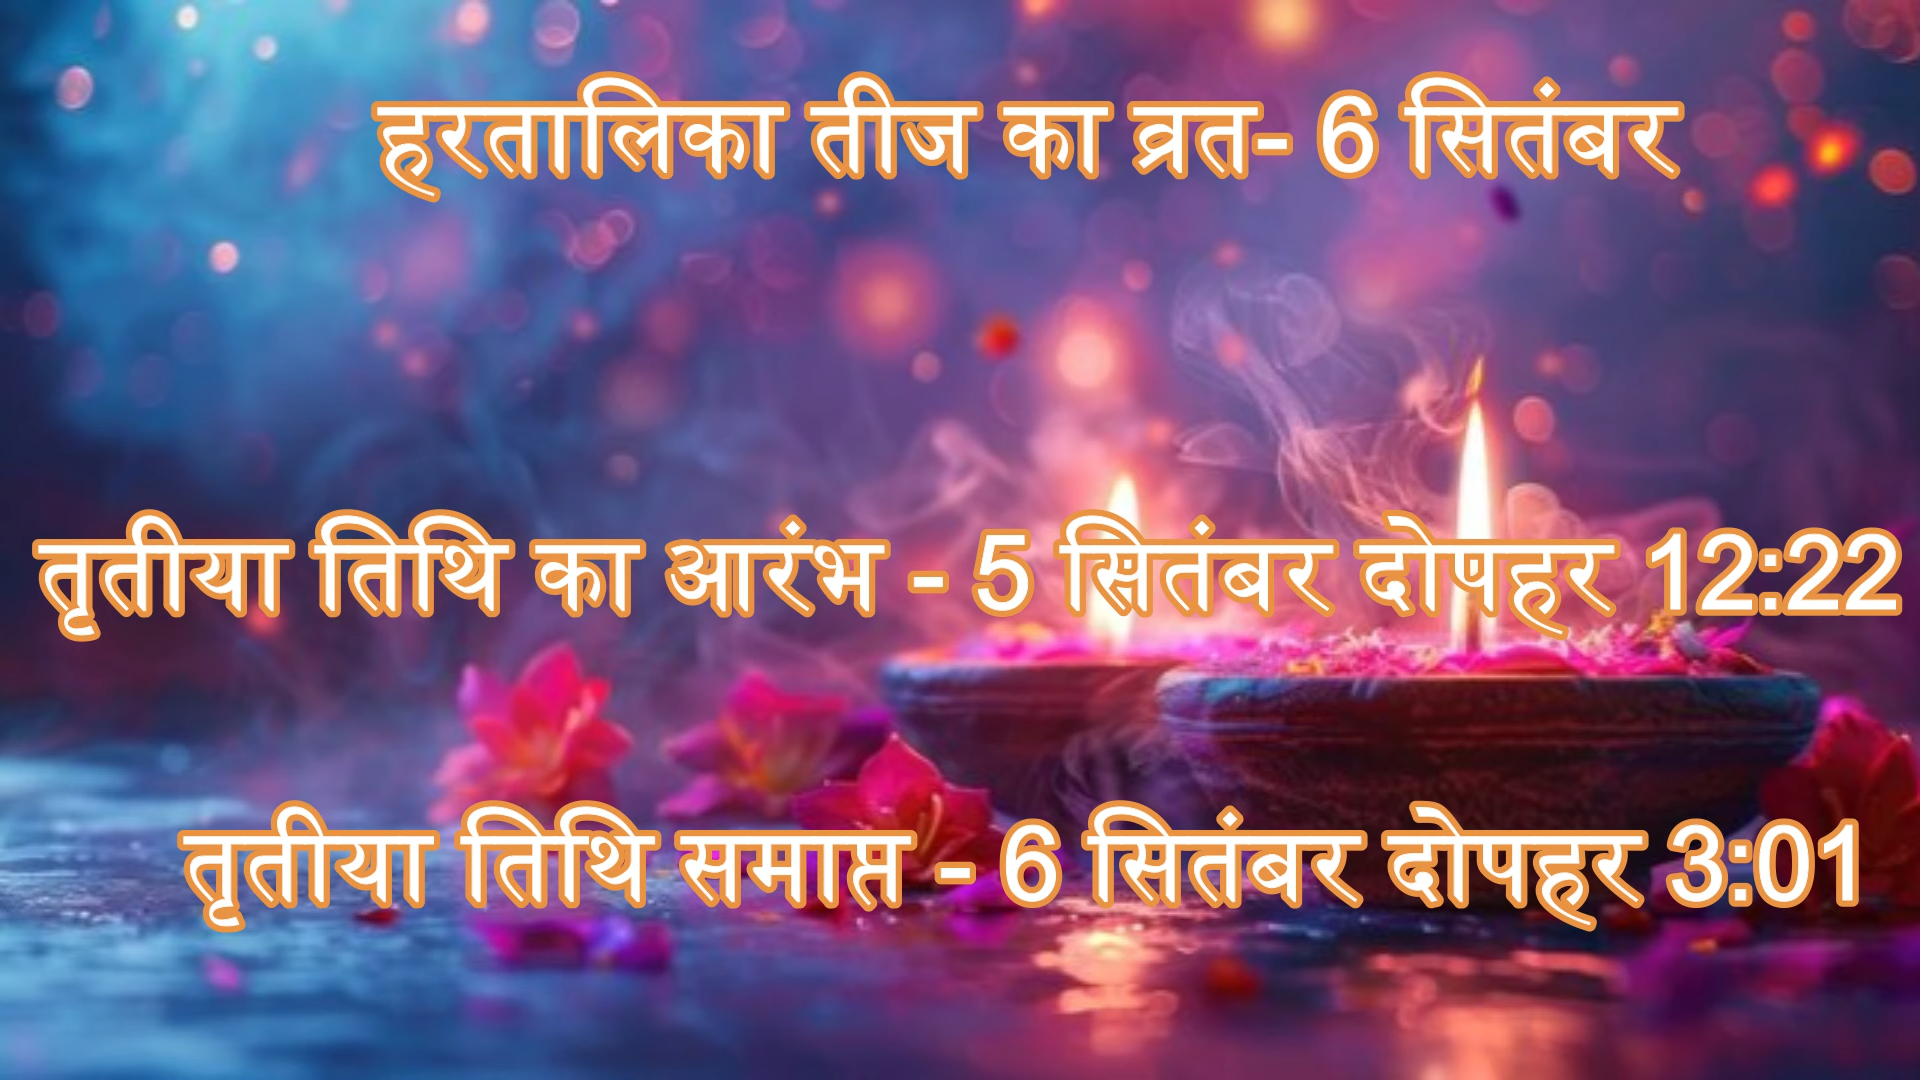 हरतालिका तीज का व्रत- 6 सितंबर
तृतीया तिथि का आरंभ - 5 सितंबर दोपहर 12:22
तृतीया तिथि समाप्त - 6 सितंबर दोपहर 3:01